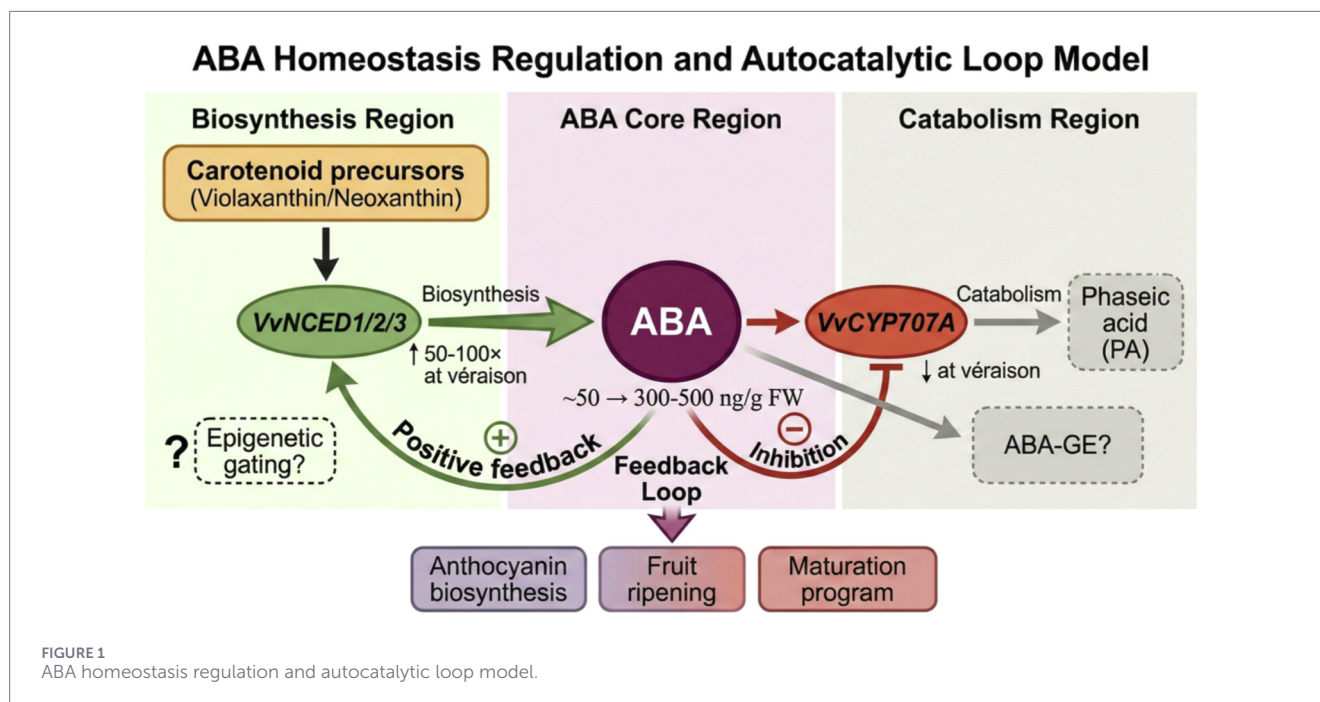 ABA Homeostasis Regulation and Autocatalytic Loop Model
Biosynthesis Region
ABA Core Region
Catabolism Region
Carotenoid precursors
(Violaxanthin/Neoxanthin)
VvNCED1/2/3
Biosynthesis
↑ 50-100×
at véraison
ABA
~50 → 300-500 ng/g FW
VvCYP707A
↓ at véraison
Catabolism
Phaseic
acid
(PA)
ABA-GE?
? Epigenetic
gating?
+
Positive feedback
Feedback
Loop
−
Inhibition
Anthocyanin
biosynthesis
Fruit
ripening
Maturation
program
FIGURE 1
ABA homeostasis regulation and autocatalytic loop model.